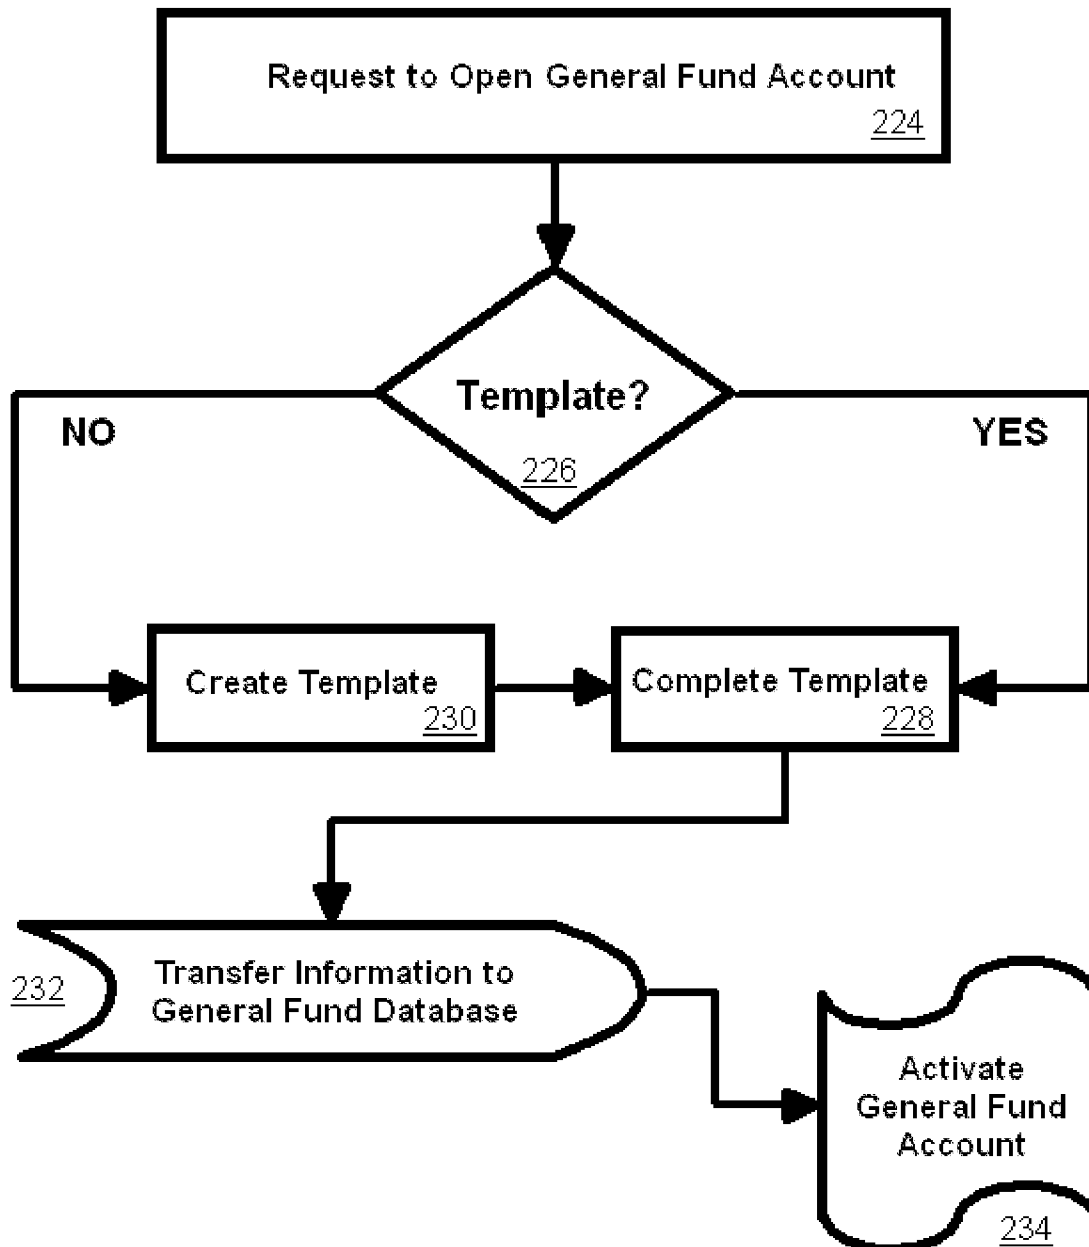 Request to Open General Fund Account
224
Template?
NO
YES
226
Create Template
230
Complete Template
228
232
Transfer Information to
General Fund Database
Activate
General Fund
Account
234